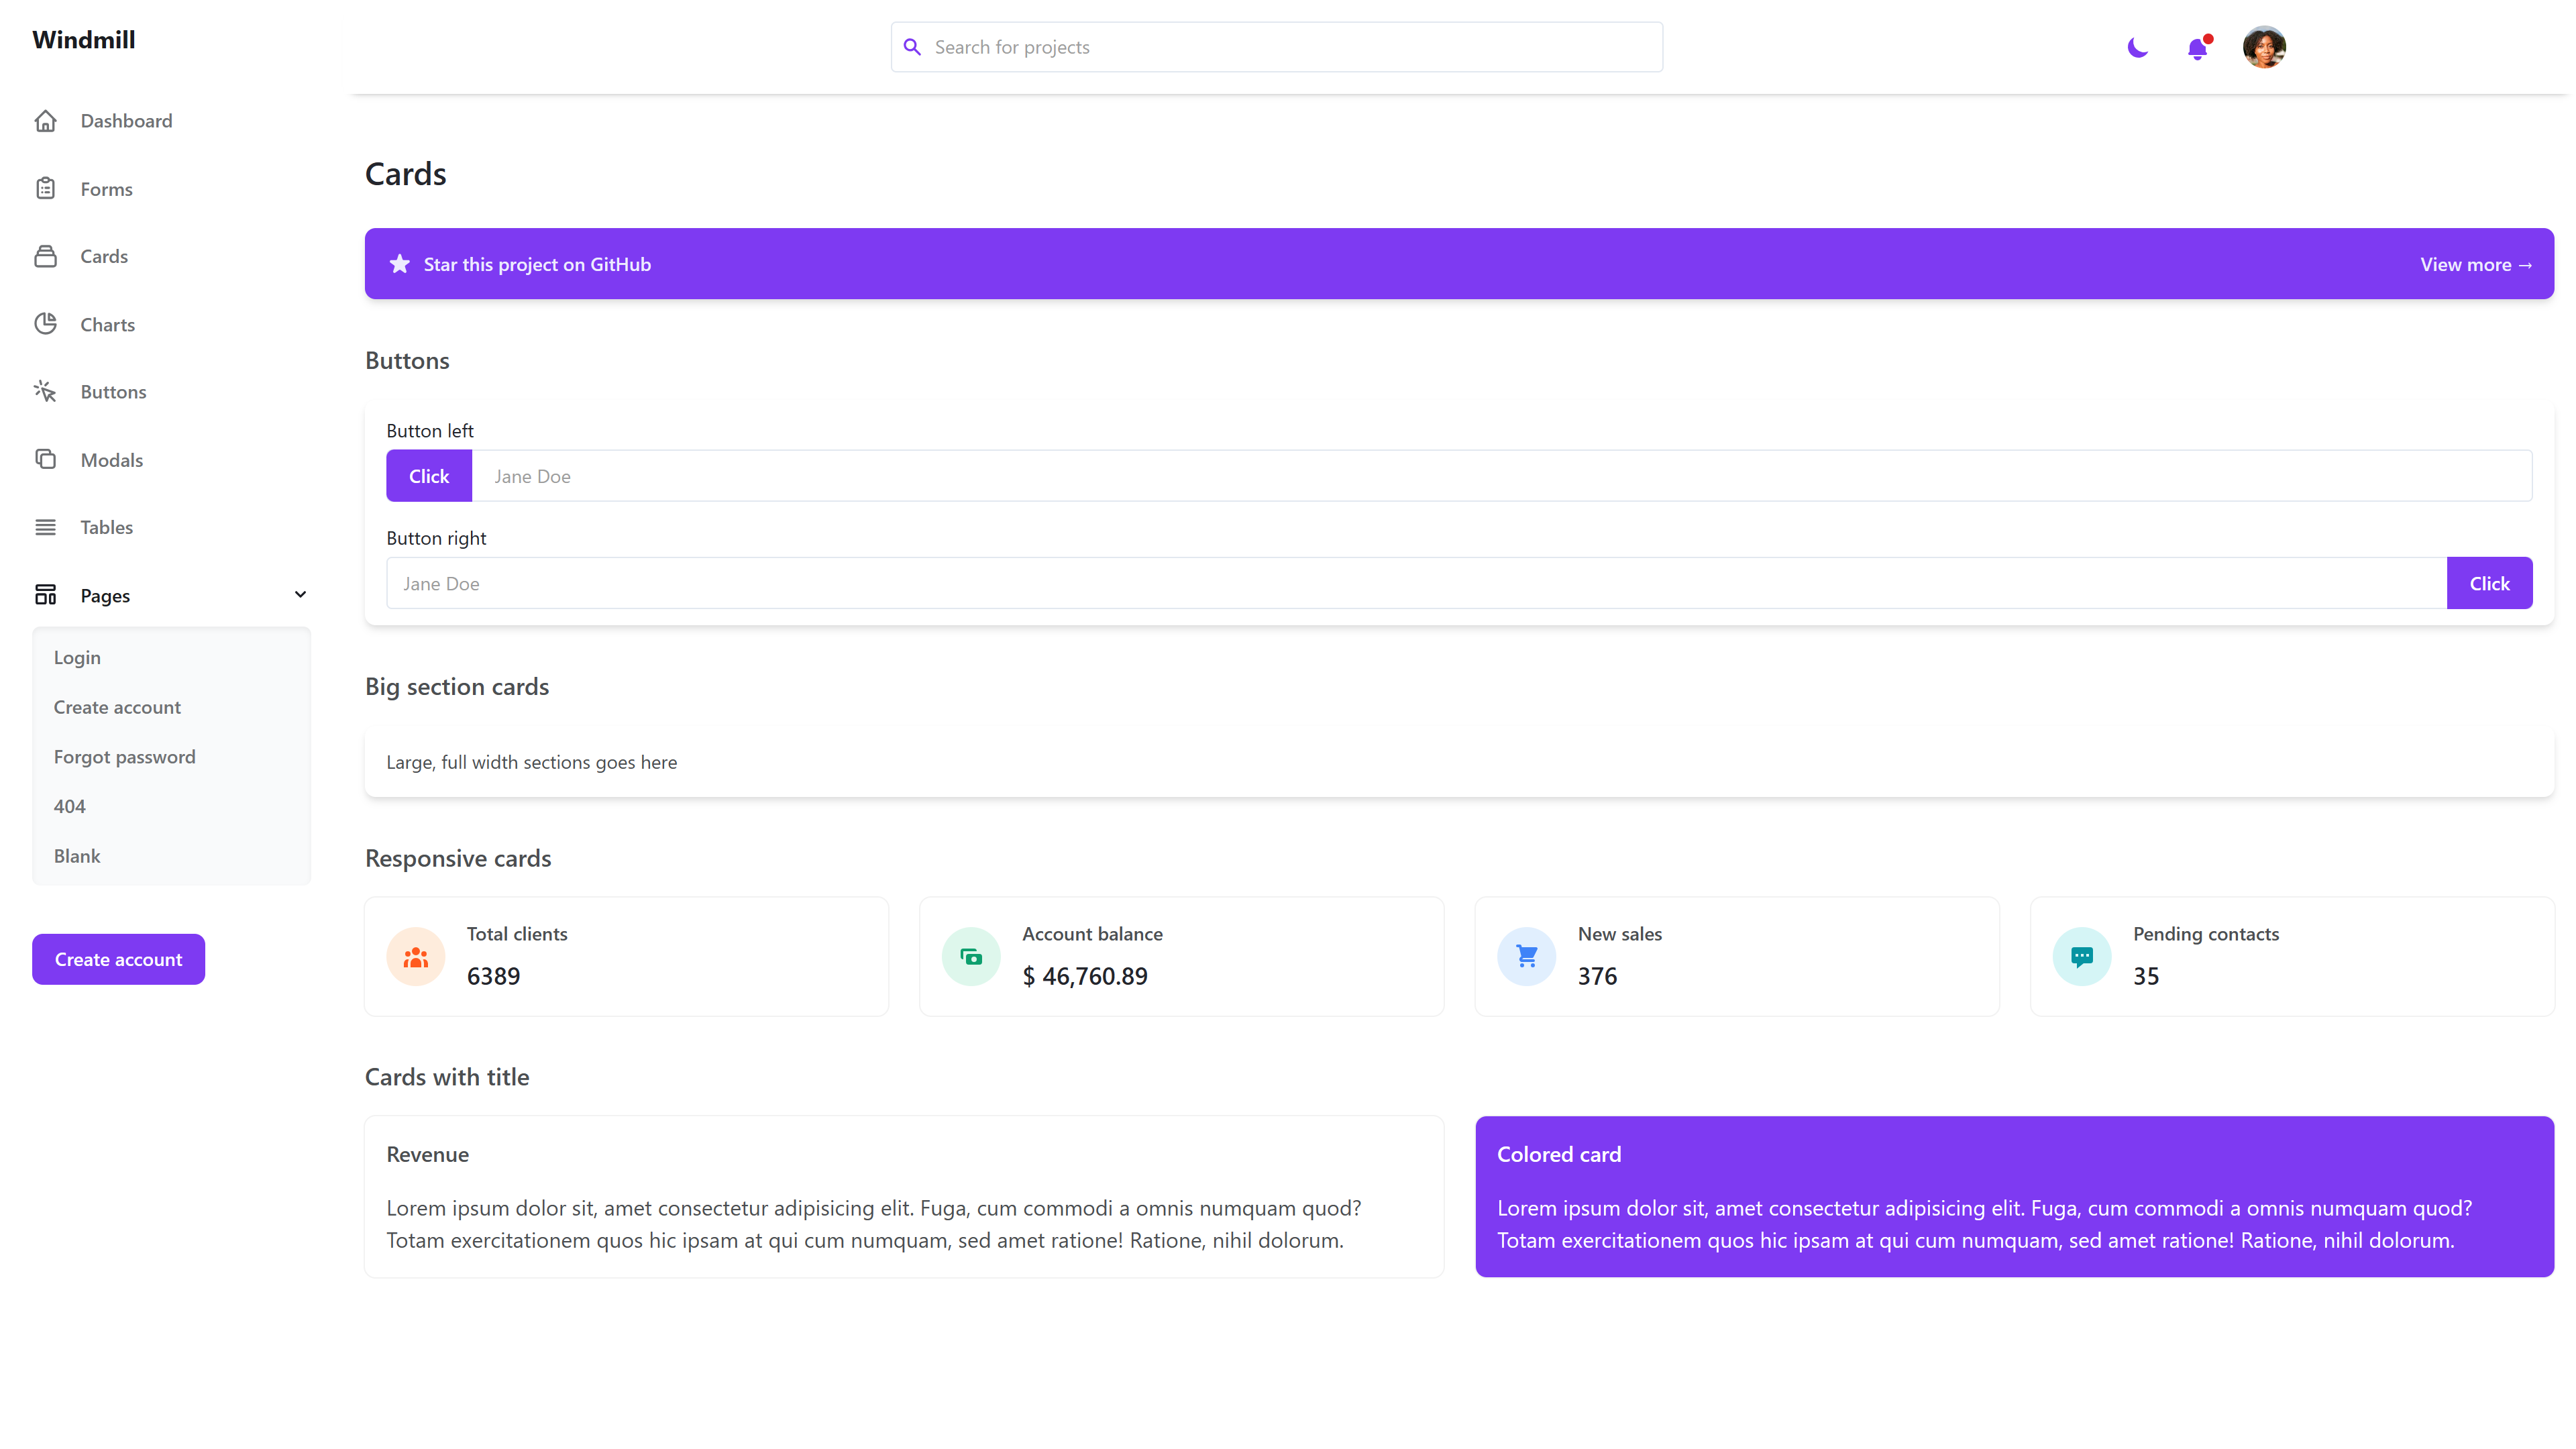 Windmill
Search for projects
Dashboard
Forms
Cards
Charts
Buttons
Modals
Tables
Pages
Login
Create account
Forgot password
404
Blank
Create account
Cards
Star this project on GitHub
View more →
Buttons
Button left
Click
Jane Doe
Button right
Jane Doe
Click
Big section cards
Large, full width sections goes here
Responsive cards
Total clients
6389
Account balance
$ 46,760.89
New sales
376
Pending contacts
35
Cards with title
Revenue
Lorem ipsum dolor sit, amet consectetur adipisicing elit. Fuga, cum commodi a omnis numquam quod?
Totam exercitationem quos hic ipsam at qui cum numquam, sed amet ratione! Ratione, nihil dolorum.
Colored card
Lorem ipsum dolor sit, amet consectetur adipisicing elit. Fuga, cum commodi a omnis numquam quod?
Totam exercitationem quos hic ipsam at qui cum numquam, sed amet ratione! Ratione, nihil dolorum.